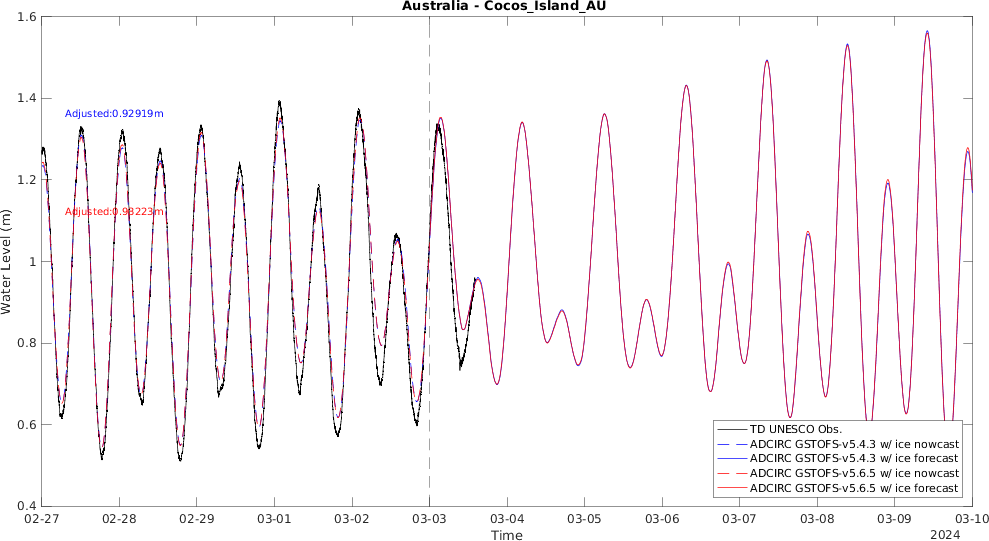 Australia - Cocos_Island_AU
1.6
1.4
1.2
1
0.8
0.6
0.4
Water Level (m)
Adjusted:0.92919m
Adjusted:0.93223m
TD UNESCO Obs.
ADCIRC GSTOFS-v5.4.3 w/ ice nowcast
ADCIRC GSTOFS-v5.4.3 w/ ice forecast
ADCIRC GSTOFS-v5.6.5 w/ ice nowcast
ADCIRC GSTOFS-v5.6.5 w/ ice forecast
02-27 02-28 02-29 03-01 03-02 03-03 03-04 03-05 03-06 03-07 03-08 03-09 03-10
Time
2024